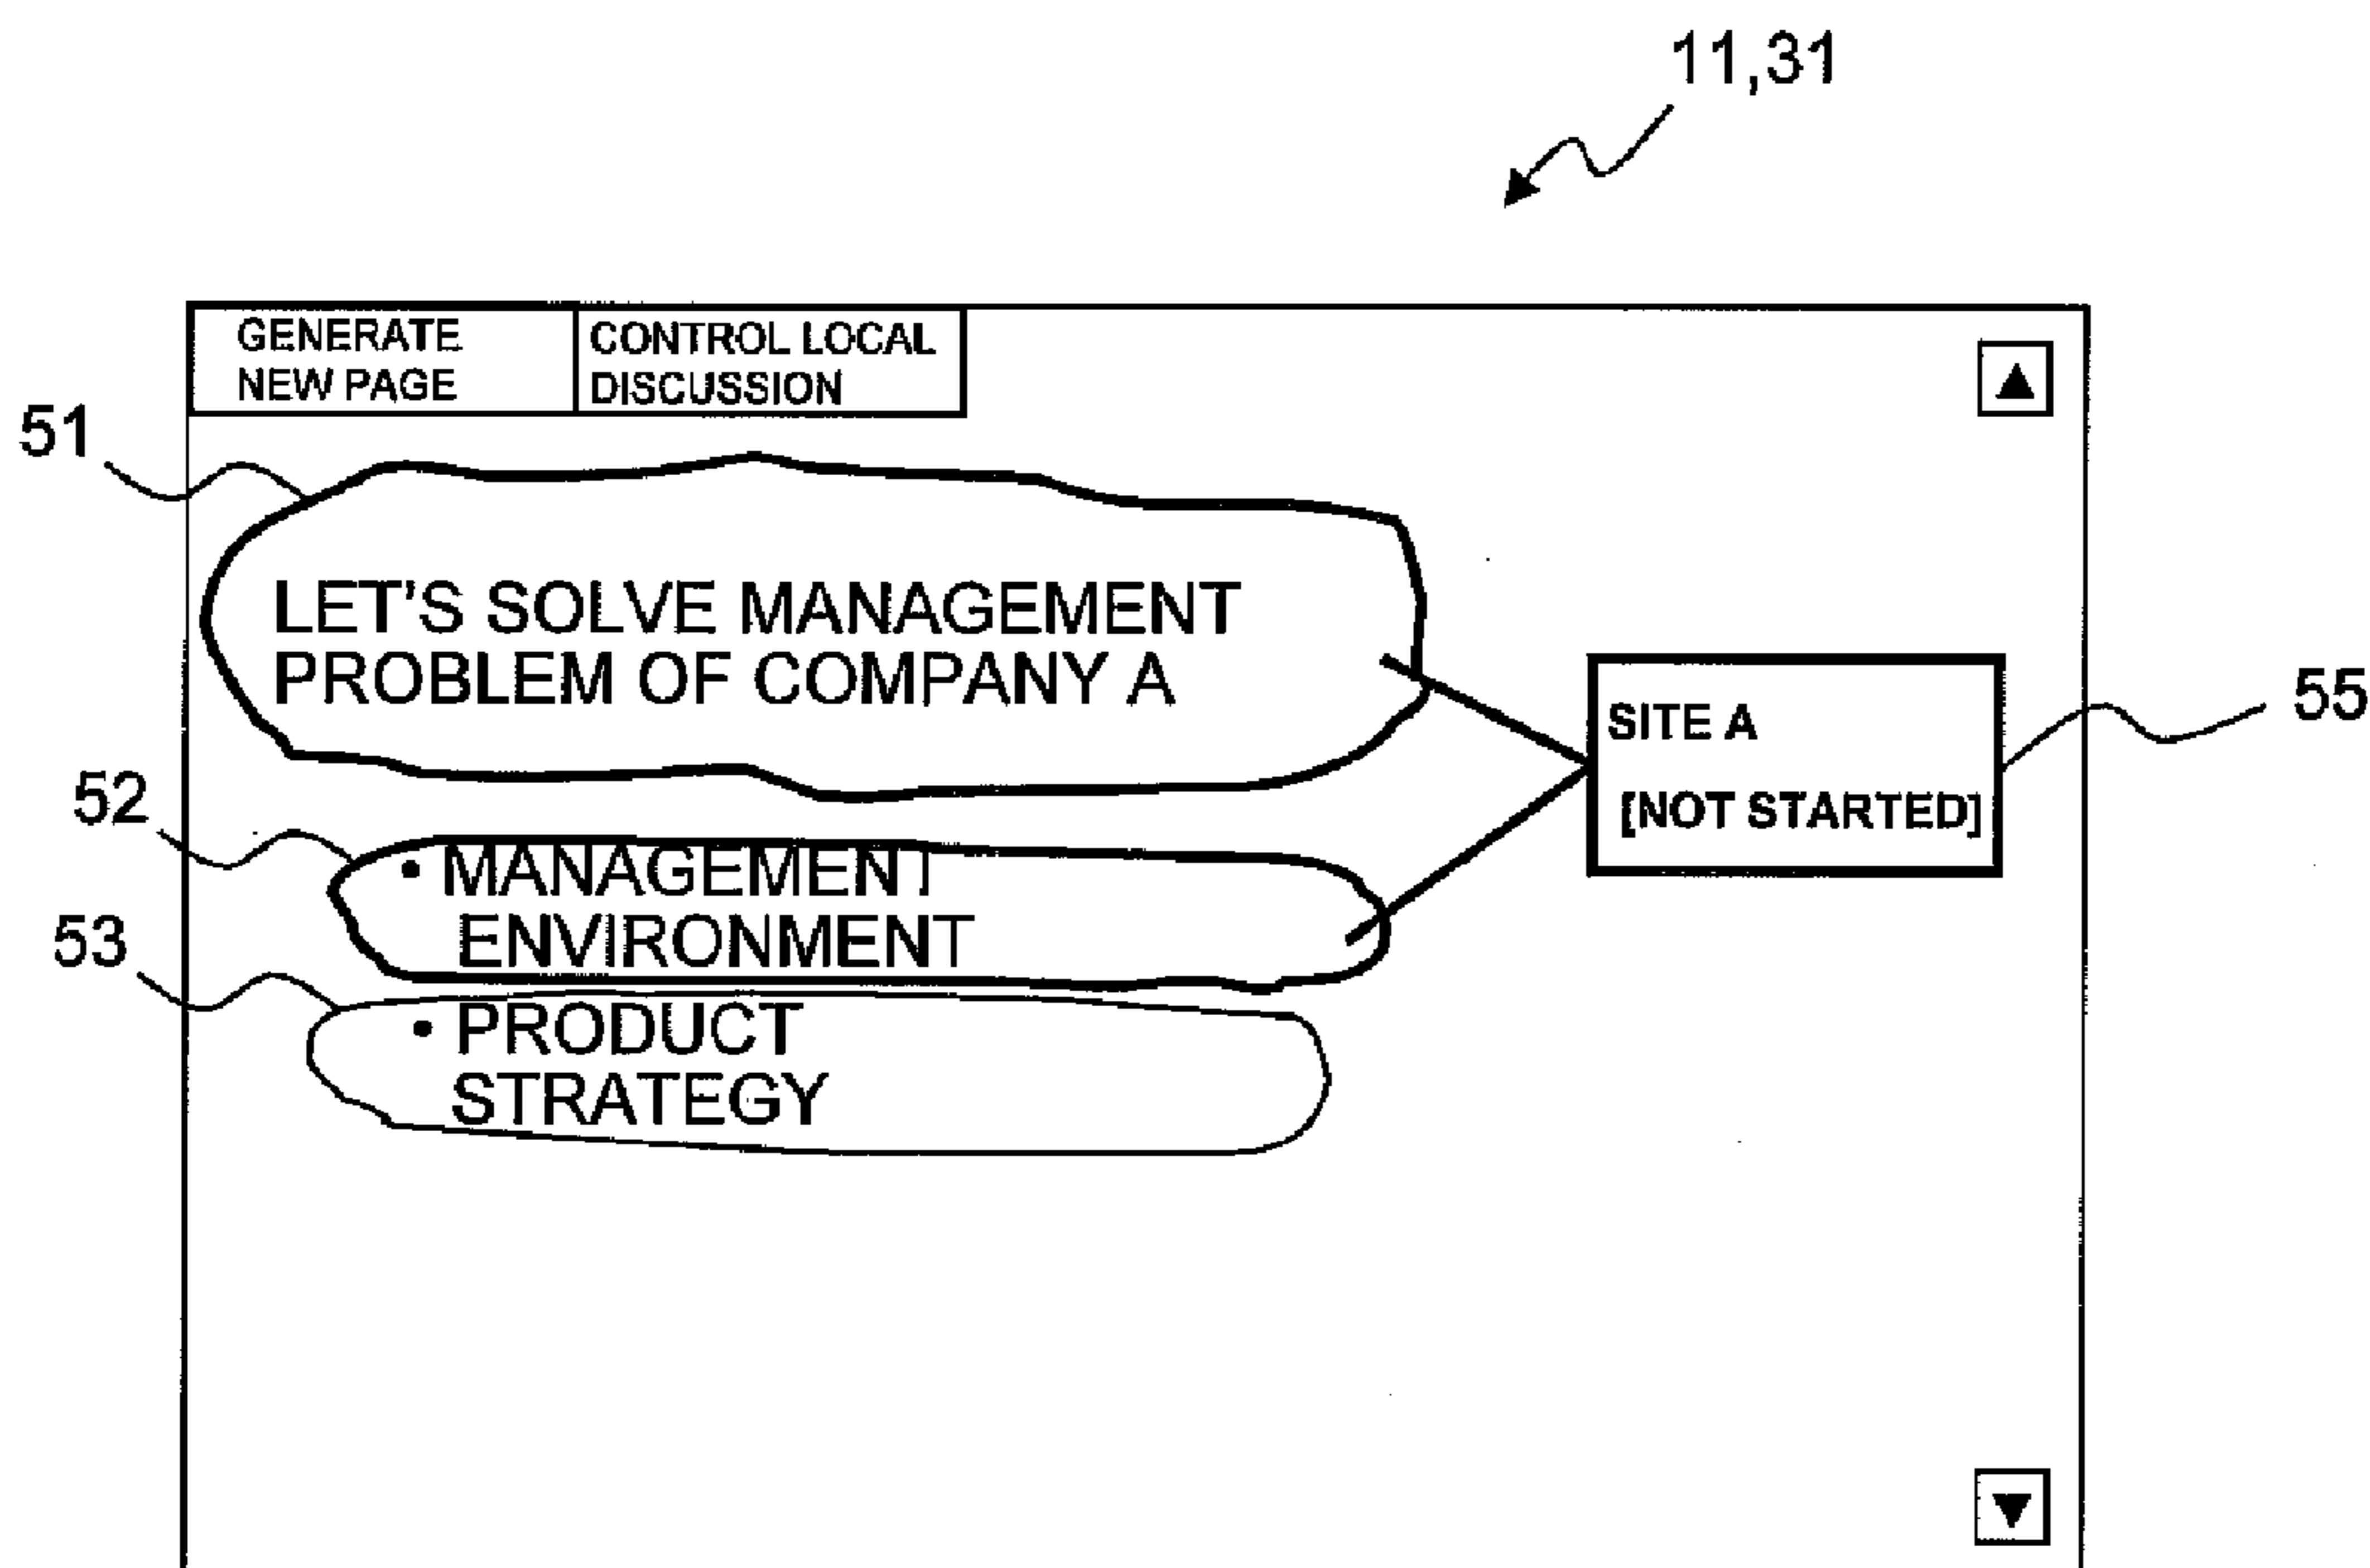 11,31
GENERATE
NEW PAGE
CONTROL LOCAL
DISCUSSION
51
LET'S SOLVE MANAGEMENT
PROBLEM OF COMPANY A
SITE A
[NOT STARTED]
55
52
• MANAGEMENT
ENVIRONMENT
53
• PRODUCT
STRATEGY